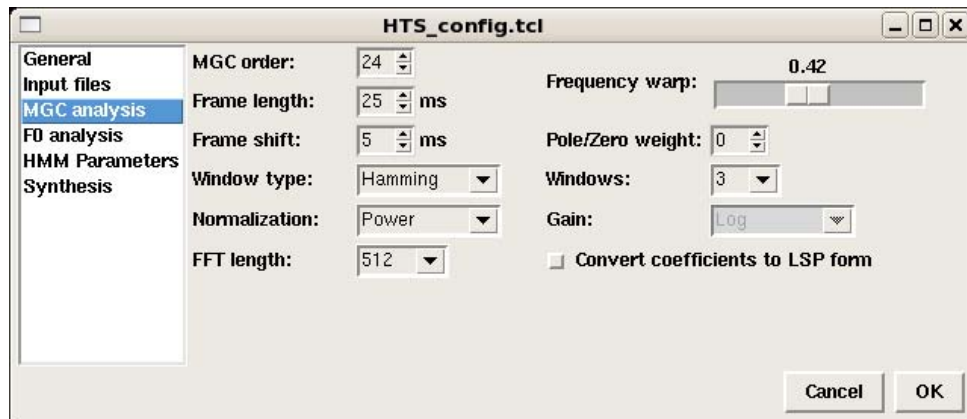 HTS_config.tcl
General
Input files
MGC analysis
F0 analysis
HMM Parameters
Synthesis
MGC order: 24
Frame length: 25 ms
Frame shift: 5 ms
Window type: Hamming
Normalization: Power
FFT length: 512
0.42
Frequency warp:
Pole/Zero weight: 0
Windows: 3
Gain: Log
Convert coefficients to LSP form
Cancel OK